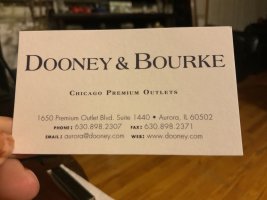 DOONEY & BOURKE
CHICAGO PREMIUM OUTLETS
1650 Premium Outlet Blvd. Suite 1440 • Aurora, IL 60502
PHONE: 630.898.2307 FAX: 630.898.2371
EMAIL: aurora@dooney.com WEB: www.dooney.com